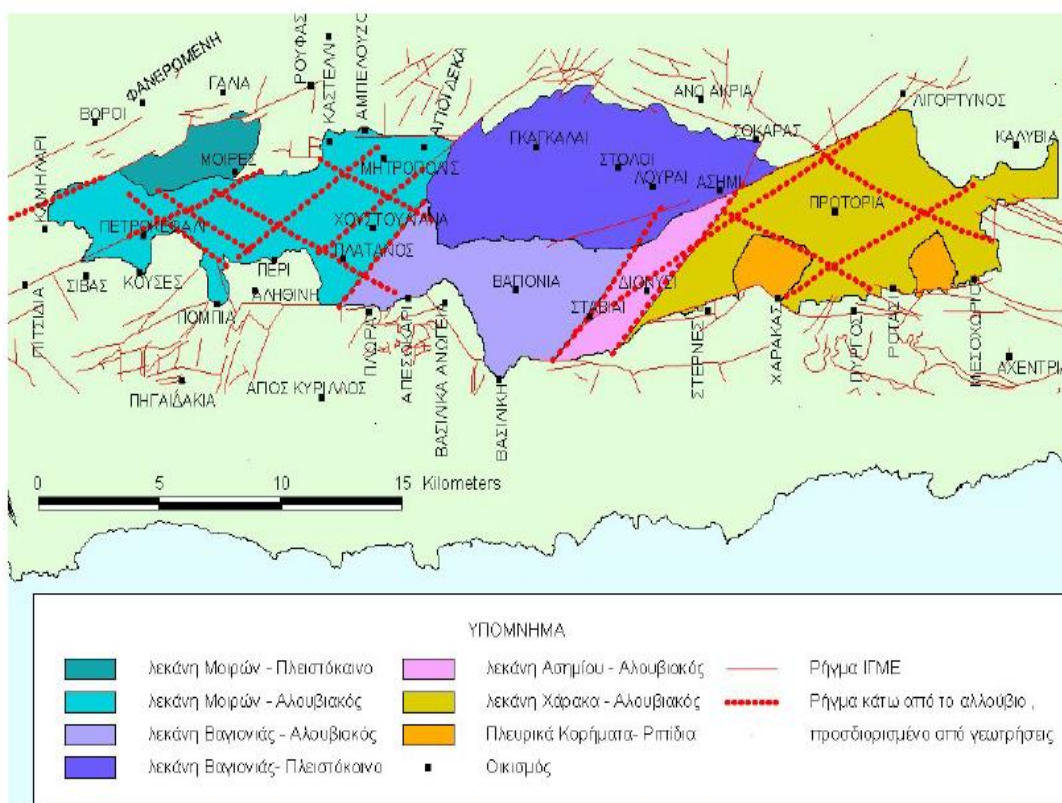 ΦΑΝΕΡΩΜΕΝΗ
ΓΑΛΙΑ
ΡΟΥΦΑΣ
ΚΑΣΤΕΛΛΙ
ΑΜΠΕΛΟΥΖΟΣ
ΑΓΙΟΙ ΔΕΚΑ
ΒΟΡΟΙ
ΑΝΩ ΑΚΡΙΑ
ΛΙΓΟΡΤΥΝΟΣ
ΣΟΚΑΡΑΣ
ΚΑΛΥΒΙΑ
ΓΚΑΓΚΑΛΑΙ
ΜΟΙΡΕΣ
ΜΗΤΡΟΠΟΛΙΣ
ΣΤΟΛΟΙ
ΛΟΥΡΑΙ
ΑΣΗΜΙ
ΚΑΜΗΛΑΡΙ
ΠΕΤΡΟΚΕΦΑΛΙ
ΧΟΥΣΤΟΥΛΙΑΝΑ
ΠΡΟΤΟΡΙΑ
ΠΛΑΤΑΝΟΣ
ΠΕΡΙ
ΣΙΒΑΣ
ΚΟΥΣΕΣ
ΑΛΗΘΙΝΗ
ΒΑΓΙΟΝΙΑ
ΔΙΟΝΥΣΙ
ΣΤΑΒΙΑΙ
ΠΙΤΣΙΔΙΑ
ΠΟΜΠΙΑ
ΠΛΩΡΑ
ΑΠΕΣΩΚΑΡΙ
ΒΑΣΙΛΙΚΑ ΑΝΩΓΕΙΑ
ΒΑΣΙΛΙΚΗ
ΣΤΕΡΝΕΣ
ΧΑΡΑΚΑΣ
ΠΥΡΓΟΣ
ΡΟΤΑΣΙ
ΜΕΣΟΧΩΡΙΟ
ΑΧΕΝΤΡΙΑ
ΠΗΓΑΙΔΑΚΙΑ
ΑΓΙΟΣ ΚΥΡΙΛΛΟΣ
0 5 10 15 Kilometers
ΥΠΟΜΝΗΜΑ
λεκάνη Μοιρών - Πλειστόκαινο
λεκάνη Μοιρών - Αλουβιακός
λεκάνη Βαγιονιάς - Αλουβιακός
λεκάνη Βαγιονιάς- Πλειστόκαινο
λεκάνη Ασημίου - Αλουβιακός
λεκάνη Χάρακα - Αλουβιακός
Πλευρικά Κορήματα- Ριπίδια
Οικισμός
Ρήγμα ΙΓΜΕ
Ρήγμα κάτω από το αλλούβιο ,
προσδιορισμένο από γεωτρήσεις